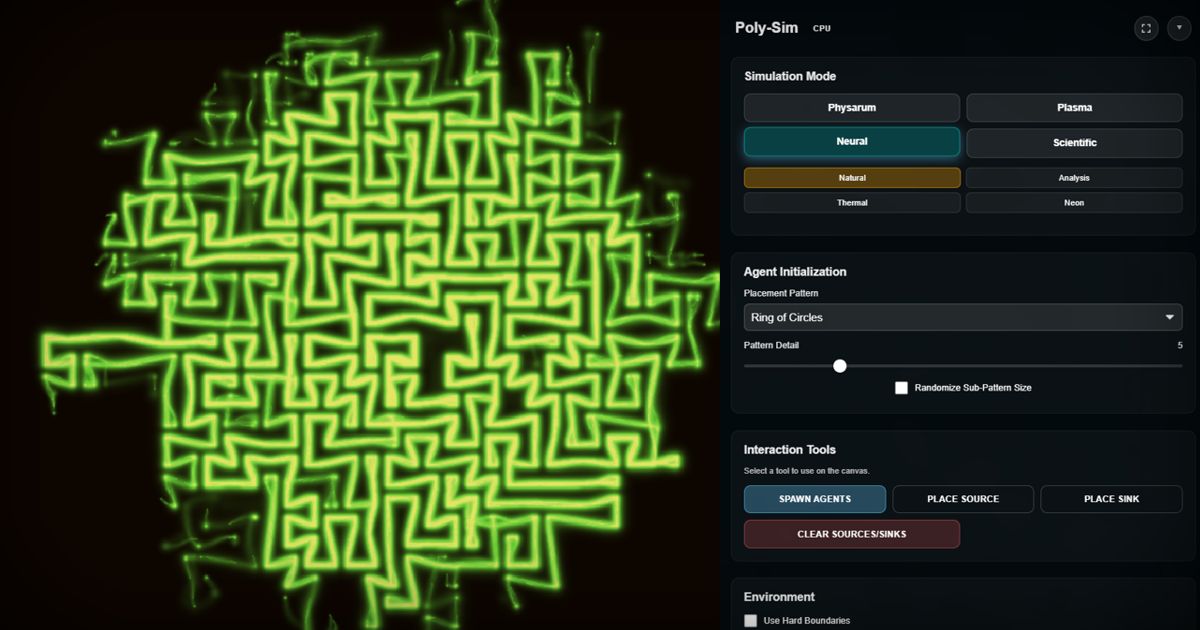 Poly-Sim CPU
Simulation Mode
Physarum Plasma
Neural Scientific
Natural Analysis
Thermal Neon
Agent Initialization
Placement Pattern
Ring of Circles
Pattern Detail 5
Randomize Sub-Pattern Size
Interaction Tools
Select a tool to use on the canvas.
SPAWN AGENTS PLACE SOURCE PLACE SINK
CLEAR SOURCES/SINKS
Environment
Use Hard Boundaries